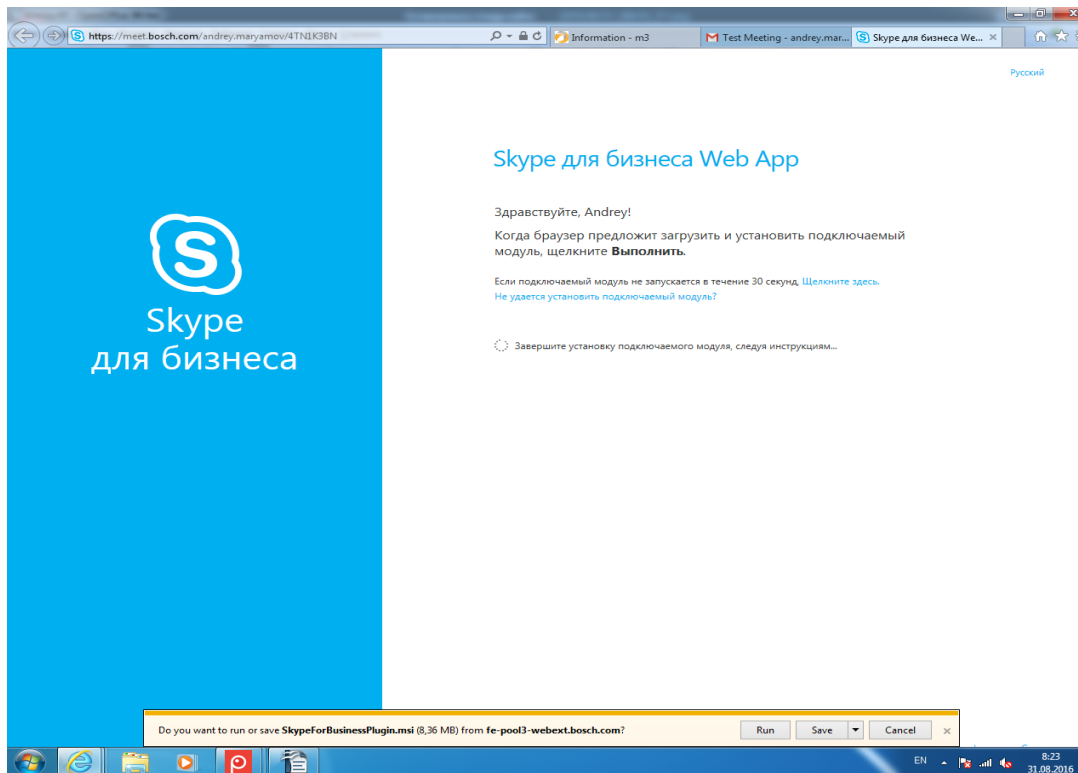 https://meet.bosch.com/andrey.maryamov/4TN1K3BN
Information - m3
Test Meeting - andrey.mar...
Skype для бизнеса We...
Русский
Skype для бизнеса Web App
Здравствуйте, Andrey!
Когда браузер предложит загрузить и установить подключаемый
модуль, щелкните Выполнить.
Если подключаемый модуль не запускается в течение 30 секунд, Щелкните здесь.
Не удается установить подключаемый модуль?
Завершите установку подключаемого модуля, следуя инструкциям...
Skype
для бизнеса
Do you want to run or save SkypeForBusinessPlugin.msi (8,36 MB) from fe-pool3-webext.bosch.com?
Run
Save
Cancel
EN
8:23
31.08.2016